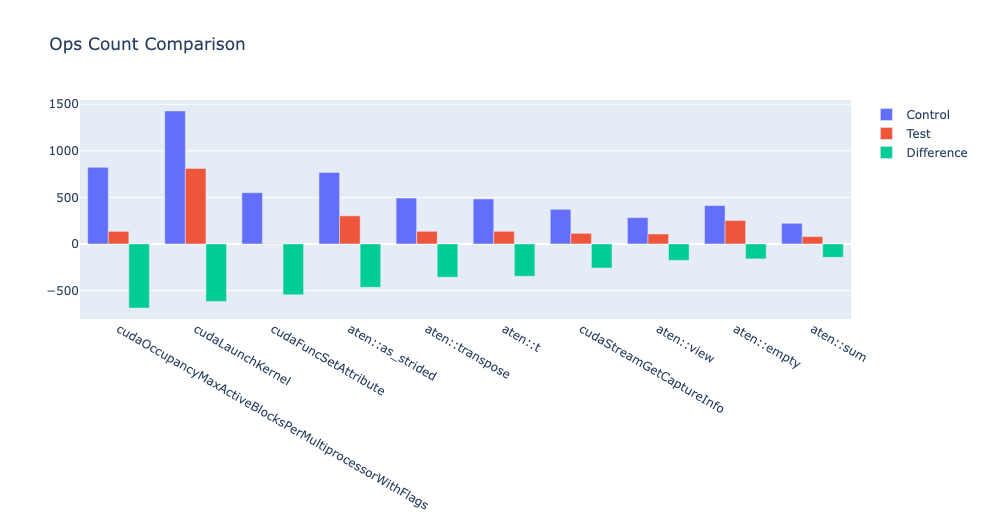 Ops Count Comparison
1500
1000
500
0
−500
Control
Test
Difference
cudaOccupancyMaxActiveBlocksPerMultiprocessorWithFlags
cudaLaunchKernel
cudaFuncSetAttribute
aten::as_strided
aten::transpose
aten::t
cudaStreamGetCaptureInfo
aten::view
aten::empty
aten::sum